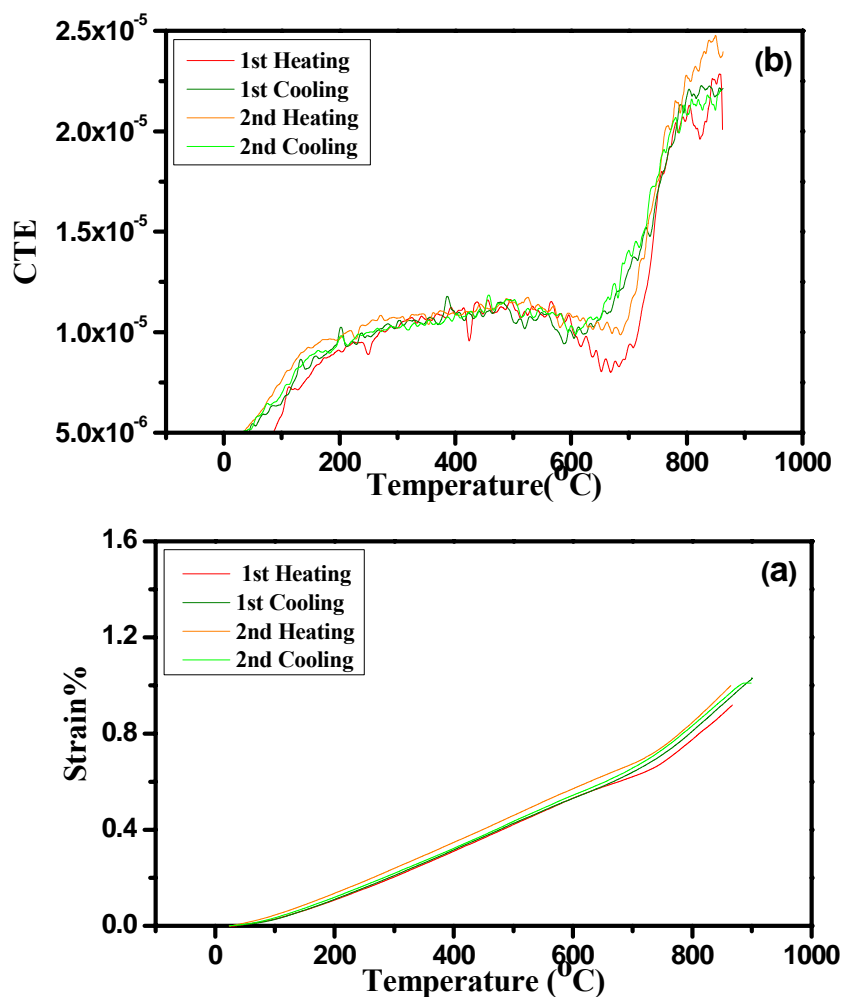 (b)
1st Heating
1st Cooling
2nd Heating
2nd Cooling
2.5x10⁻⁵
2.0x10⁻⁵
1.5x10⁻⁵
1.0x10⁻⁵
5.0x10⁻⁶
CTE
0 200 400 600 800 1000
Temperature(⁰C)
(a)
1st Heating
1st Cooling
2nd Heating
2nd Cooling
1.6
1.2
0.8
0.4
0.0
Strain%
0 200 400 600 800 1000
Temperature (⁰C)